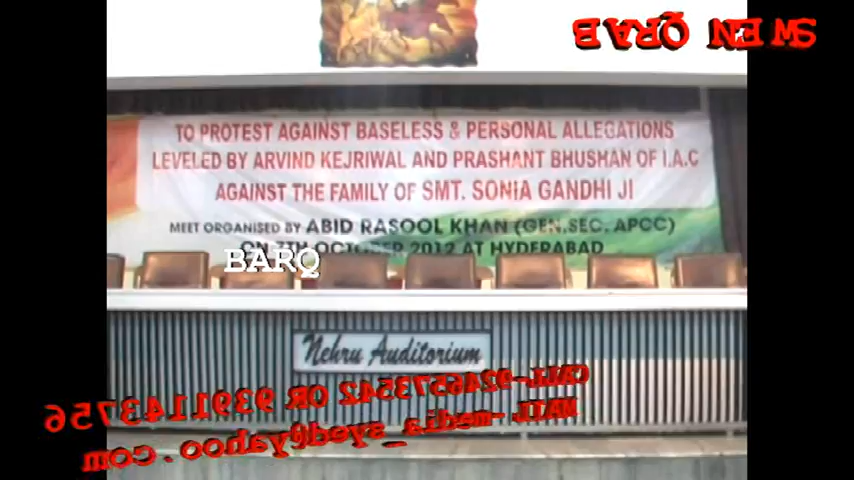 BARQ NEWS
TO PROTEST AGAINST BASELESS & PERSONAL ALLEGATIONS
LEVELED BY ARVIND KEJRIWAL AND PRASHANT BHUSHAN OF I.A.C
AGAINST THE FAMILY OF SMT. SONIA GANDHI JI
MEET ORGANISED BY ABID RASOOL KHAN (GEN.SEC. APCC)
ON 7TH OCTOBER 2012 AT HYDERABAD
BARQ
Nehru Auditorium
CALL-9246573542 OR 9391143756
MAIL -media_syed@yahoo.com